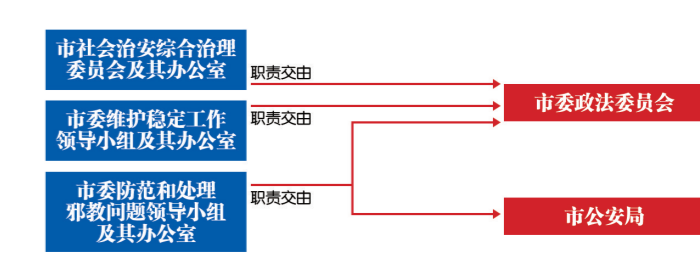 市社会治安综合治理
委员会及其办公室
职责交由
市委维护稳定工作
领导小组及其办公室
职责交由
市委防范和处理
邪教问题领导小组
及其办公室
职责交由
市委政法委员会
市公安局